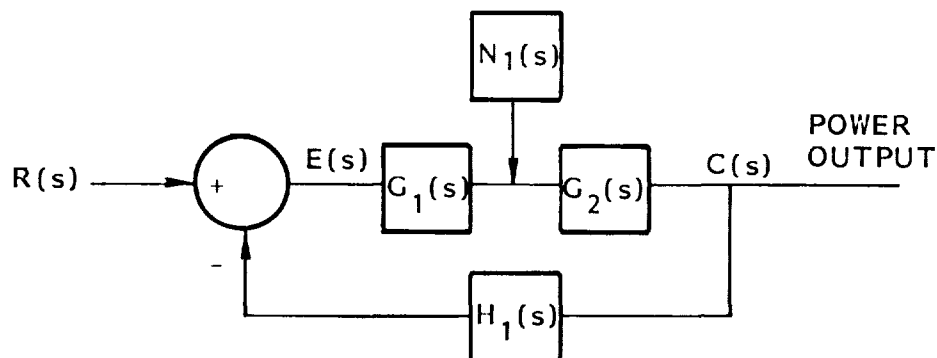 N1(s)
POWER
OUTPUT
R(s)
+
E(s)
G1(s)
G2(s)
C(s)
-
H1(s)